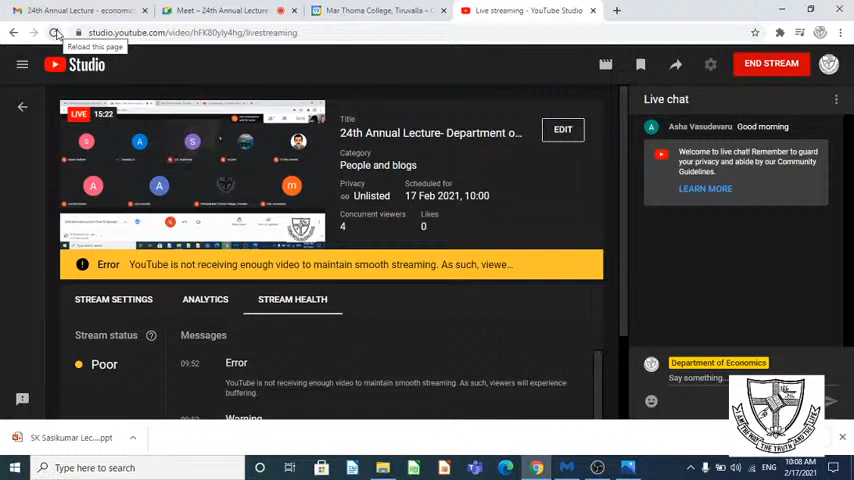 24th Annual Lecture - economics
Meet – 24th Annual Lecture
Mar Thoma College, Tiruvalla –
Live streaming - YouTube Studio
studio.youtube.com/video/hFK80yIy4hg/livestreaming
Reload this page
Studio
END STREAM
LIVE 15:22
Title
24th Annual Lecture- Department o...
EDIT
Category
People and blogs
Privacy
Unlisted
Scheduled for
17 Feb 2021, 10:00
Concurrent viewers
4
Likes
0
Error YouTube is not receiving enough video to maintain smooth streaming. As such, viewe...
STREAM SETTINGS
ANALYTICS
STREAM HEALTH
Stream status
Poor
Messages
09:52 Error
YouTube is not receiving enough video to maintain smooth streaming. As such, viewers will experience
buffering.
09:52 Warning
Live chat
A Asha Vasudevaru Good morning
Welcome to live chat! Remember to guard
your privacy and abide by our Community
Guidelines.
LEARN MORE
Department of Economics
Say something...
SK Sasikumar Lec....ppt
Type here to search
ENG
10:08 AM
2/17/2021